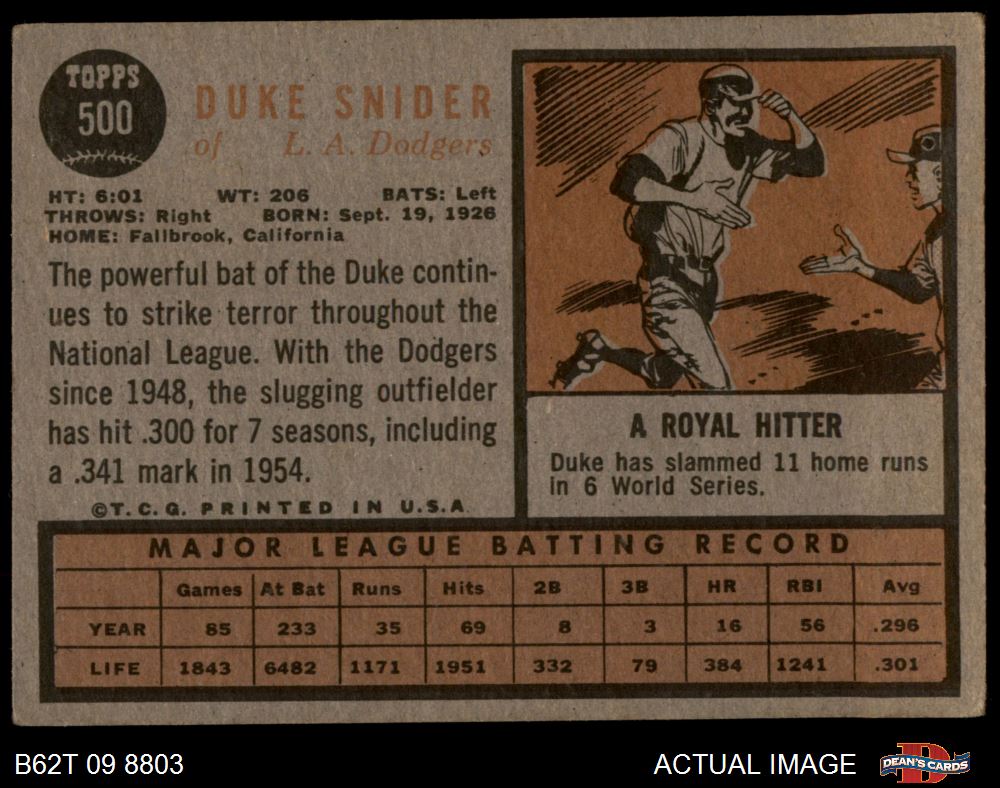 TOPPS
500
DUKE SNIDER
of L. A. Dodgers
HT: 6:01 WT: 206 BATS: Left
THROWS: Right BORN: Sept. 19, 1926
HOME: Fallbrook, California
The powerful bat of the Duke contin-
ues to strike terror throughout the
National League. With the Dodgers
since 1948, the slugging outfielder
has hit .300 for 7 seasons, including
a .341 mark in 1954.
©T. C. G. PRINTED IN U.S.A.
A ROYAL HITTER
Duke has slammed 11 home runs
in 6 World Series.
MAJOR LEAGUE BATTING RECORD
Games At Bat Runs Hits 2B 3B HR RBI Avg
YEAR 85 233 35 69 8 3 16 56 .296
LIFE 1843 6482 1171 1951 332 79 384 1241 .301
B62T 09 8803
ACTUAL IMAGE
DEAN'S CARDS